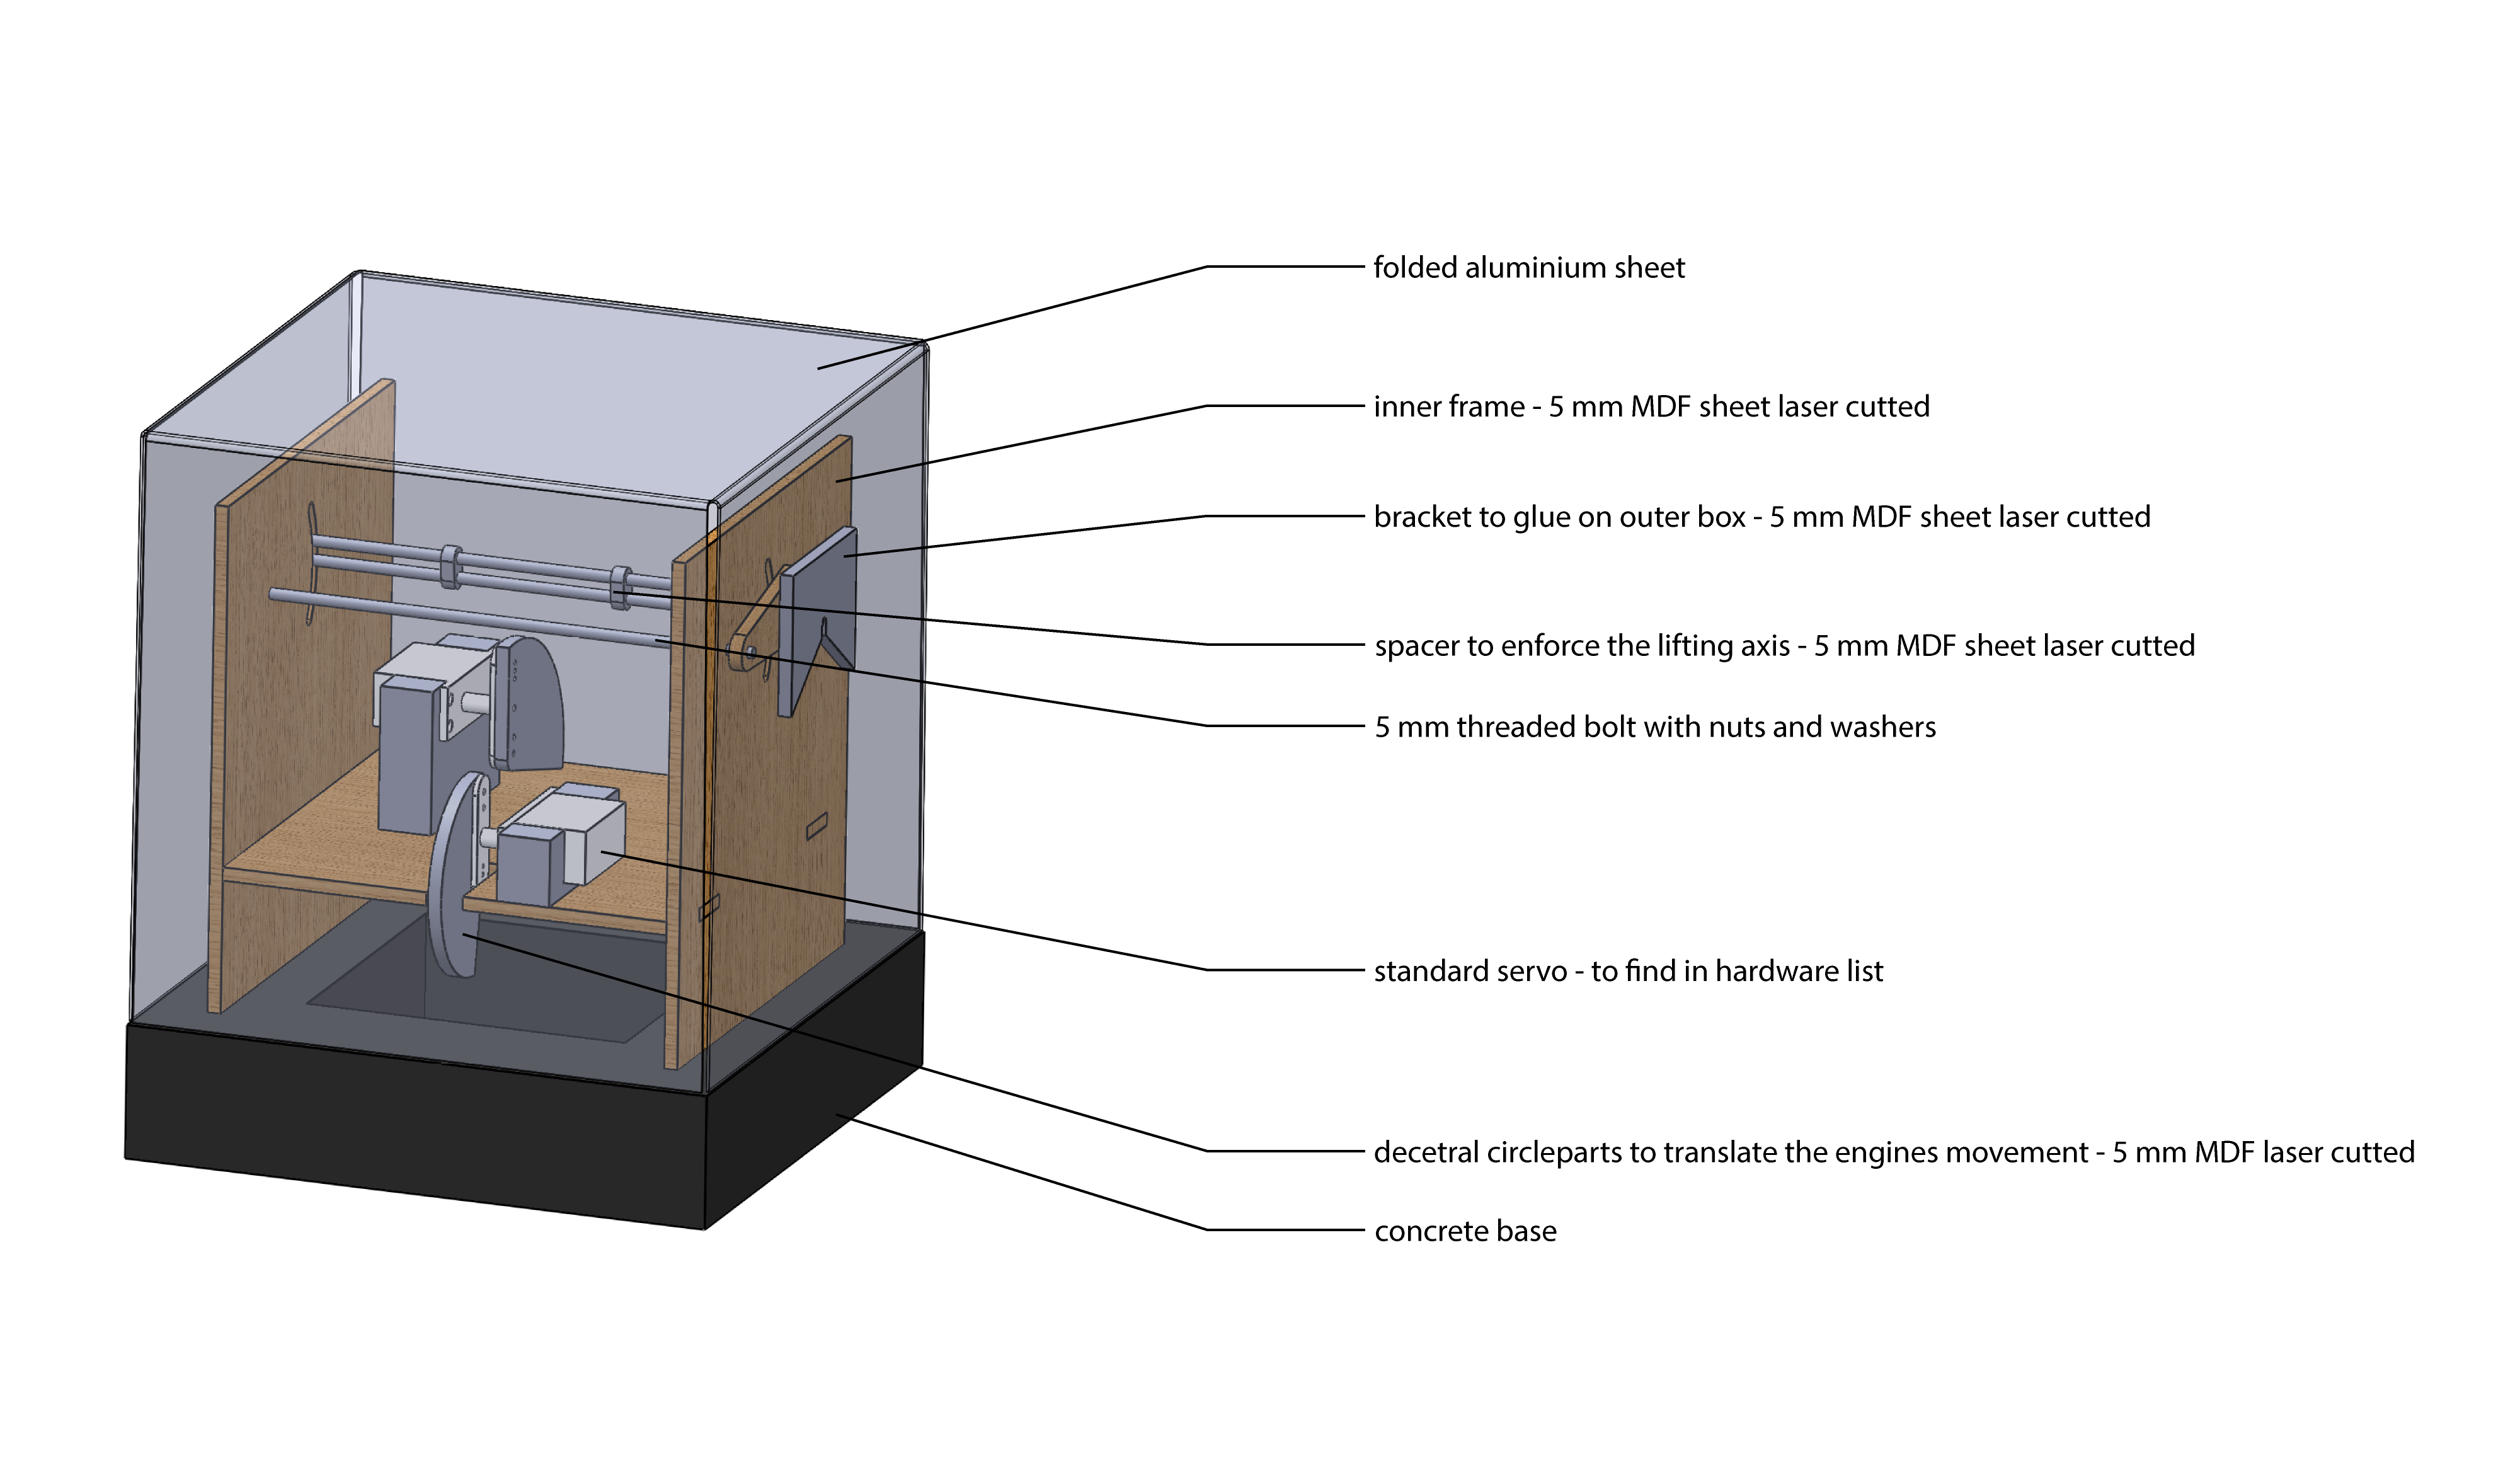 folded aluminium sheet
inner frame - 5 mm MDF sheet laser cutted
bracket to glue on outer box - 5 mm MDF sheet laser cutted
spacer to enforce the lifting axis - 5 mm MDF sheet laser cutted
5 mm threaded bolt with nuts and washers
standard servo - to find in hardware list
decetral circleparts to translate the engines movement - 5 mm MDF laser cutted
concrete base